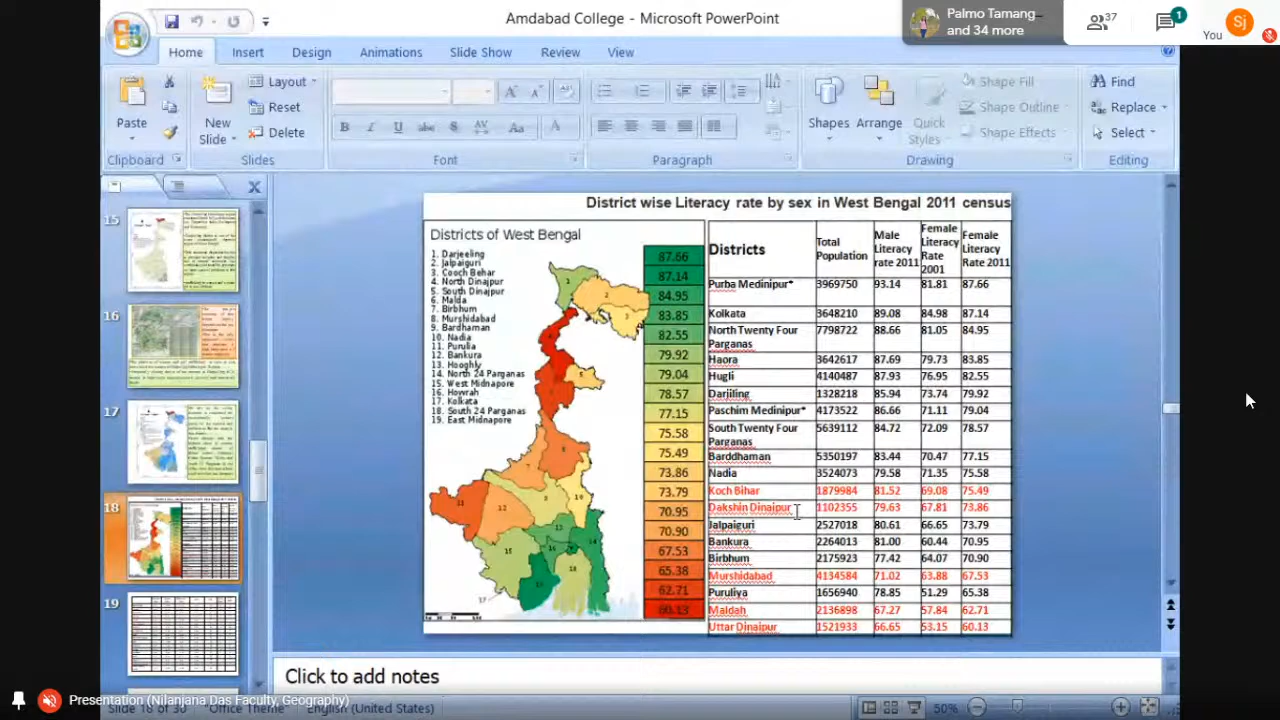 Amdabad College - Microsoft PowerPoint
Palmo Tamang
and 34 more
37
1
Sj
You
Home Insert Design Animations Slide Show Review View
Paste
Clipboard
New
Slide
Layout
Reset
Delete
Slides
Font
Paragraph
Shapes
Arrange
Quick
Styles
Shape Fill
Shape Outline
Shape Effects
Drawing
Find
Replace
Select
Editing
15
16
17
18
19
District wise Literacy rate by sex in West Bengal 2011 census
Districts of West Bengal
1. Darjeeling
2. Jalpaiguri
3. Cooch Behar
4. North Dinajpur
5. South Dinajpur
6. Malda
7. Birbhum
8. Murshidabad
9. Bardhaman
10. Nadia
11. Purulia
12. Bankura
13. Hooghly
14. North 24 Parganas
15. West Midnapore
16. Howrah
17. Kolkata
18. South 24 Parganas
19. East Midnapore
87.66
87.14
84.95
83.85
82.55
79.92
79.04
78.57
77.15
75.58
75.49
73.86
73.79
70.95
70.90
67.53
65.38
62.71
60.13
Districts Total Population Male Literacy rate 2011 Female Literacy Rate 2001 Female Literacy Rate 2011
Purba Medinipur* 3969750 93.14 81.81 87.66
Kolkata 3648210 89.08 84.98 87.14
North Twenty Four Parganas 7798722 88.66 81.05 84.95
Haora 3642617 87.69 79.73 83.85
Hugli 4140487 87.93 76.95 82.55
Darjiling 1328218 85.94 73.74 79.92
Paschim Medinipur* 4173522 86.66 71.11 79.04
South Twenty Four Parganas 5639112 84.72 72.09 78.57
Barddhaman 5350197 83.44 70.47 77.15
Nadia 3524073 79.58 71.35 75.58
Koch Bihar 1879984 81.52 69.08 75.49
Dakshin Dinajpur 1102355 79.63 67.81 73.86
Jalpaiguri 2527018 80.61 66.65 73.79
Bankura 2264013 81.00 60.44 70.95
Birbhum 2175923 77.42 64.07 70.90
Murshidabad 4134584 71.02 63.88 67.53
Puruliya 1656940 78.85 51.29 65.38
Maldah 2136898 67.27 57.84 62.71
Uttar Dinajpur 1521933 66.65 53.15 60.13
Click to add notes
Presentation (Nilanjana Das Faculty, Geography)
Slide 18 of 30 "Office Theme" English (United States) 50%